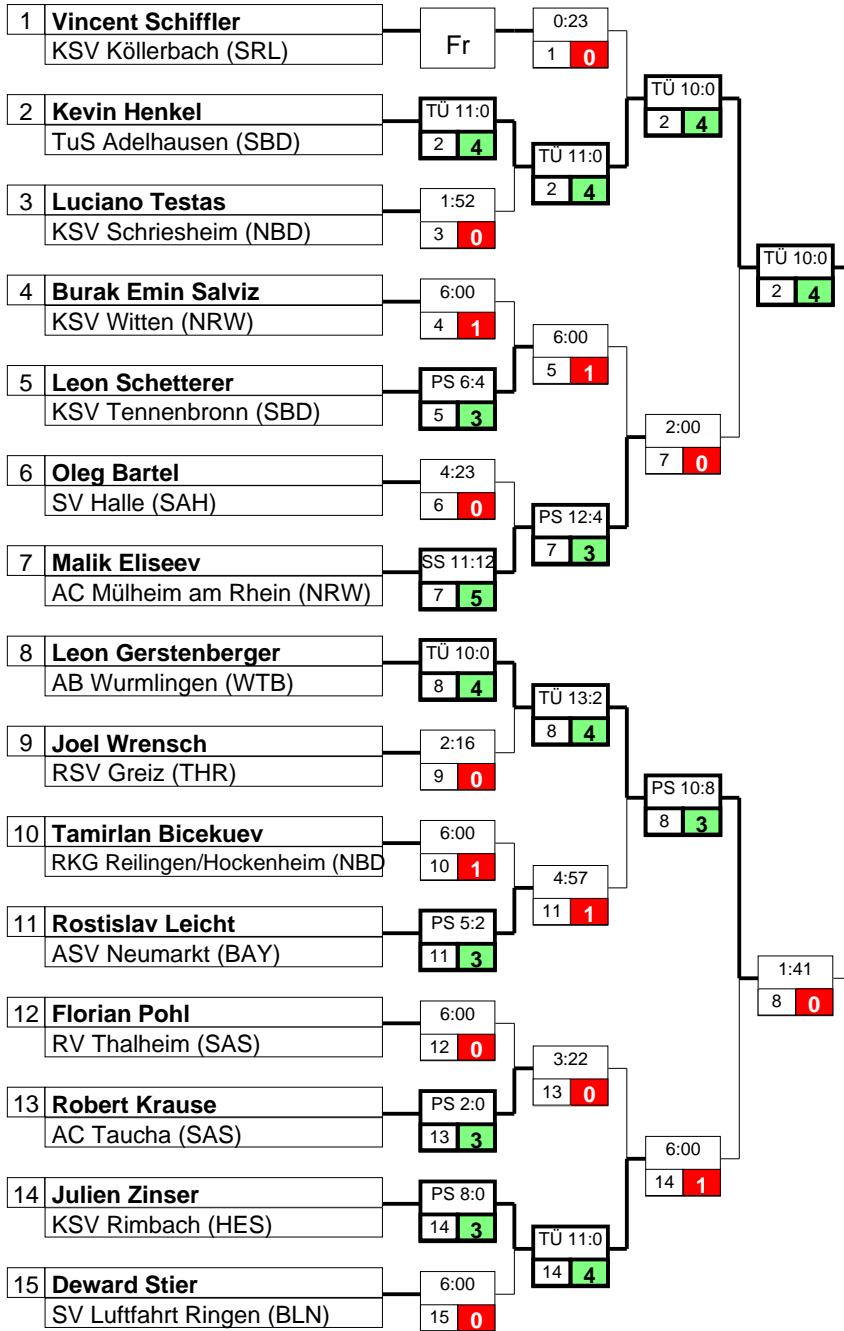 1 Vincent Schiffler
KSV Köllerbach (SRL)
Fr
0:23
1 0
TÜ 10:0
2 4
2 Kevin Henkel
TuS Adelhausen (SBD)
TÜ 11:0
2 4
TÜ 11:0
2 4
3 Luciano Testas
KSV Schriesheim (NBD)
1:52
3 0
TÜ 10:0
2 4
4 Burak Emin Salviz
KSV Witten (NRW)
6:00
4 1
6:00
5 1
5 Leon Schetterer
KSV Tennenbronn (SBD)
PS 6:4
5 3
2:00
7 0
6 Oleg Bartel
SV Halle (SAH)
4:23
6 0
PS 12:4
7 3
7 Malik Eliseev
AC Mülheim am Rhein (NRW)
SS 11:12
7 5
8 Leon Gerstenberger
AB Wurmlingen (WTB)
TÜ 10:0
8 4
TÜ 13:2
8 4
9 Joel Wrensch
RSV Greiz (THR)
2:16
9 0
PS 10:8
8 3
10 Tamirlan Bicekuev
RKG Reilingen/Hockenheim (NBD
6:00
10 1
4:57
11 1
11 Rostislav Leicht
ASV Neumarkt (BAY)
PS 5:2
11 3
1:41
8 0
12 Florian Pohl
RV Thalheim (SAS)
6:00
12 0
3:22
13 0
13 Robert Krause
AC Taucha (SAS)
PS 2:0
13 3
6:00
14 1
14 Julien Zinser
KSV Rimbach (HES)
PS 8:0
14 3
TÜ 11:0
14 4
15 Deward Stier
SV Luftfahrt Ringen (BLN)
6:00
15 0